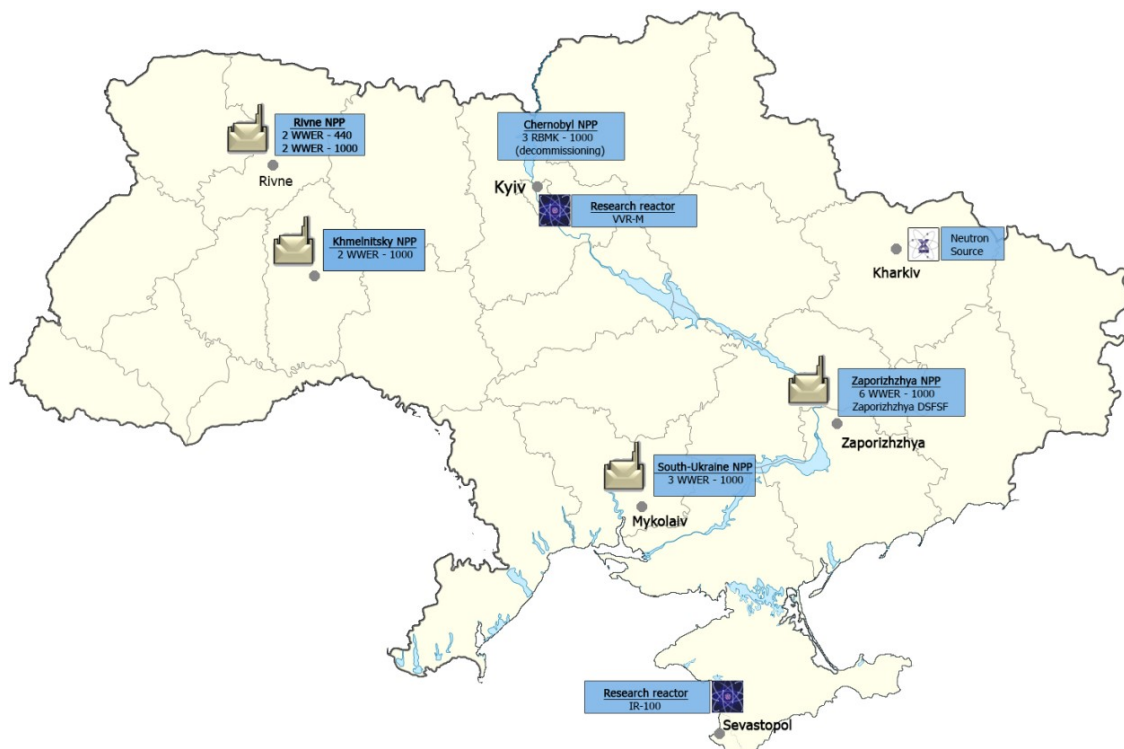 Rivne NPP
2 WWER - 440
2 WWER - 1000
Rivne
Chernobyl NPP
3 RBMK - 1000
(decommissioning)
Kyiv
Research reactor
VVR-M
Khmelnitsky NPP
2 WWER - 1000
Neutron
Source
Kharkiv
Zaporizhzhya NPP
6 WWER - 1000
Zaporizhzhya DSFSF
Zaporizhzhya
South-Ukraine NPP
3 WWER - 1000
Mykolaiv
Research reactor
IR-100
Sevastopol